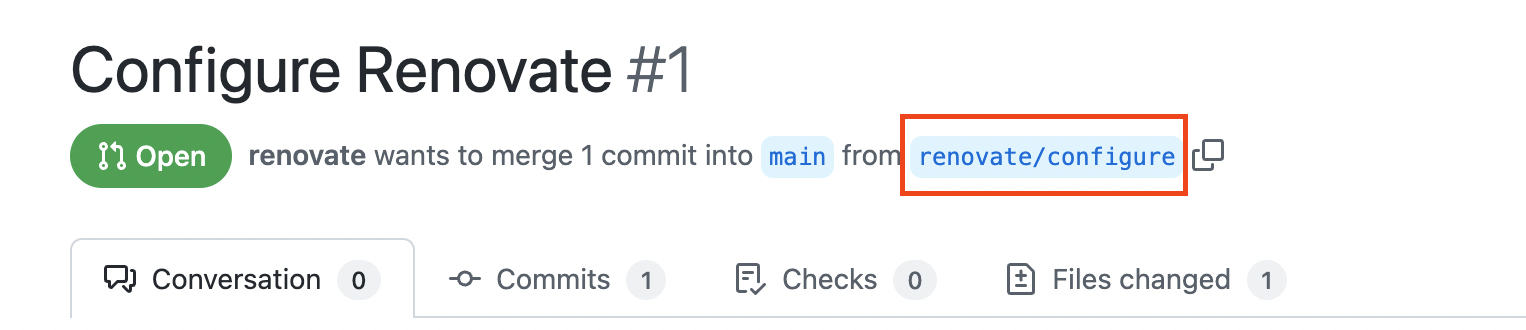 Configure Renovate #1
Open renovate wants to merge 1 commit into main from renovate/configure
Conversation 0 Commits 1 Checks 0 Files changed 1